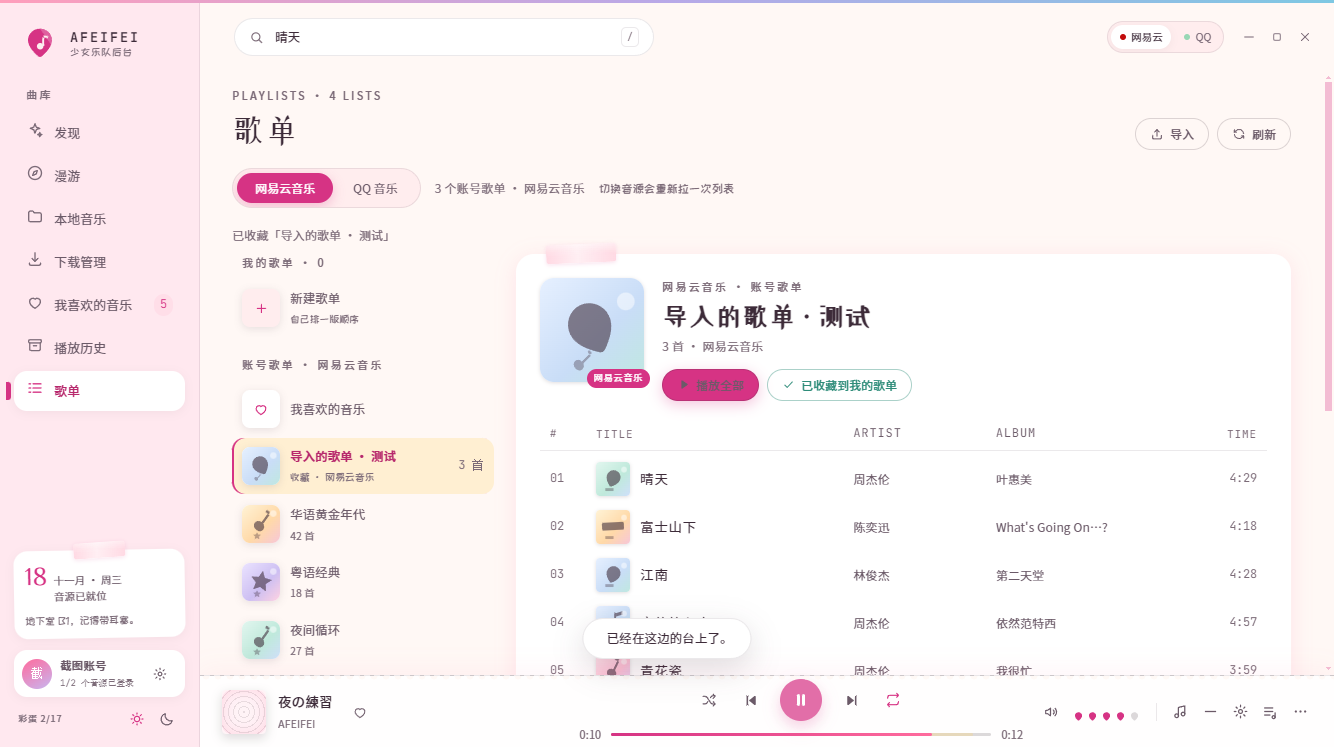 AFEIFEI
少女乐队后台
曲库
发现
漫游
本地音乐
下载管理
我喜欢的音乐 5
播放历史
歌单
18 十一月 • 周三
音源已就位
记得带耳塞。
截 截图账号
1/2 个音源已登录
彩蛋 2/17
晴天 /
网易云 QQ
PLAYLISTS • 4 LISTS
歌单
导入 刷新
网易云音乐 QQ 音乐 3 个账号歌单 • 网易云音乐 切换音源会重新拉一次列表
已收藏「导入的歌单 • 测试」
我的歌单 • 0
新建歌单
自己排一版顺序
账号歌单 • 网易云音乐
我喜欢的音乐
导入的歌单 • 测试 3 首
收藏 • 网易云音乐
华语黄金年代
42 首
粤语经典
18 首
夜间循环
27 首
网易云音乐 • 账号歌单
导入的歌单 · 测试
3 首 • 网易云音乐
网易云音乐
播放全部 已收藏到我的歌单
# TITLE ARTIST ALBUM TIME
01 晴天 周杰伦 叶惠美 4:29
02 富士山下 陈奕迅 What's Going On…? 4:18
03 江南 林俊杰 第二天堂 4:28
04 周杰伦 依然范特西 4:57
05 青花瓷 周杰伦 我很忙 3:59
已经在这边的台上了。
夜の練習
AFEIFEI
0:10 0:12